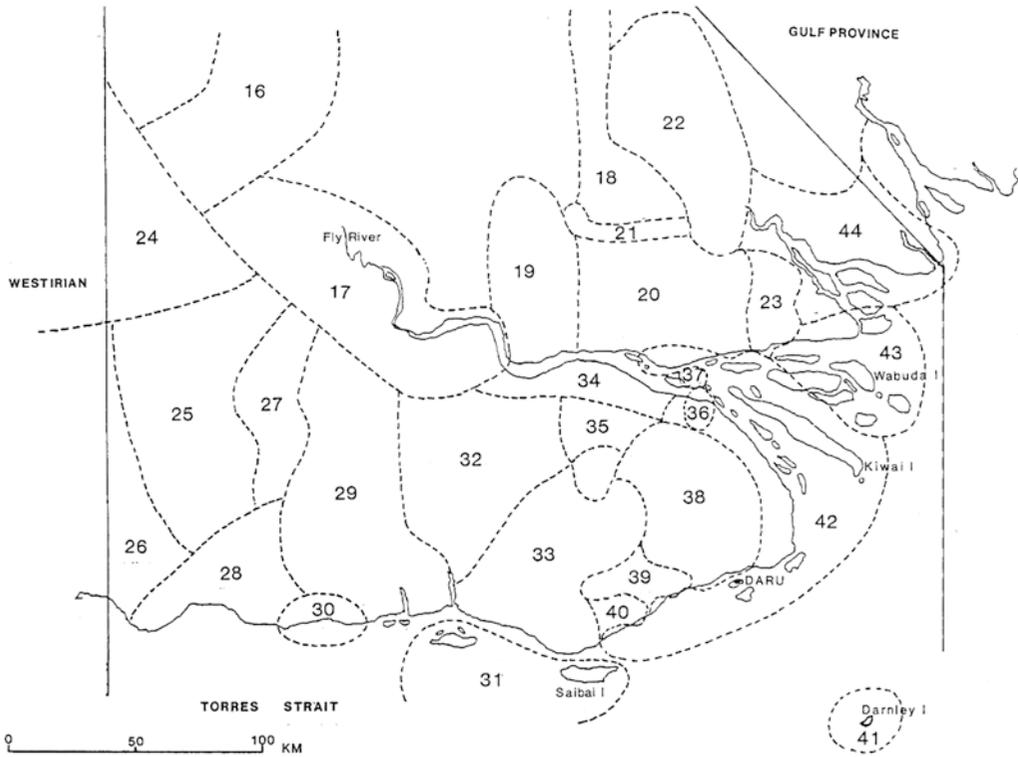 GULF PROVINCE
16
22
18
24
Fly River
21
44
WESTIRIAN
17
19
20
23
43
Wabuda I
34
37
25
27
35
36
32
Kiwai I
29
38
42
26
33
28
39
DARU
30
40
31
Saibai I
TORRES STRAIT
Darnley I
41
0 50 100 KM